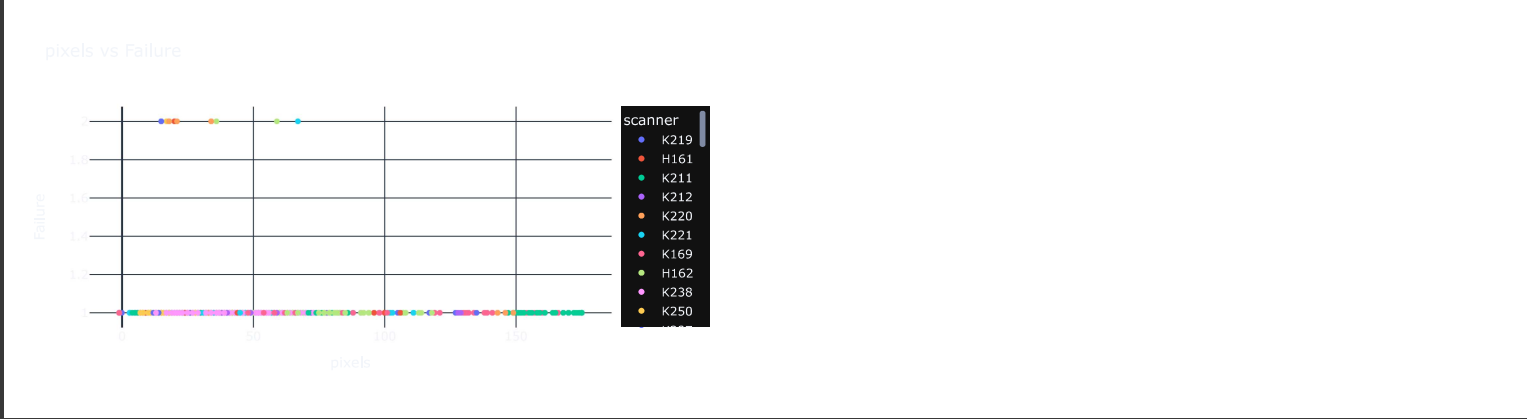 pixels vs Failure
Failure
2
1.8
1.6
1.4
1.2
1
0
50
100
150
pixels
scanner
K219
H161
K211
K212
K220
K221
K169
H162
K238
K250